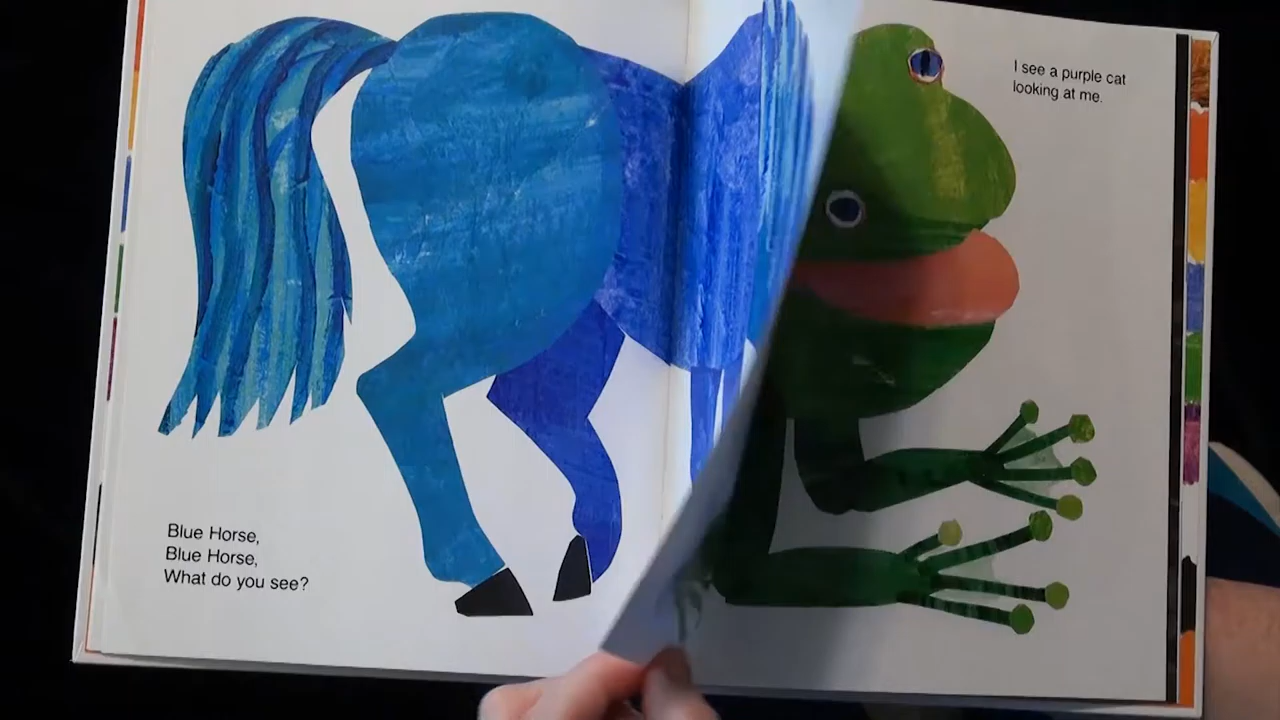 Blue Horse,
Blue Horse,
What do you see?
I see a purple cat
looking at me.